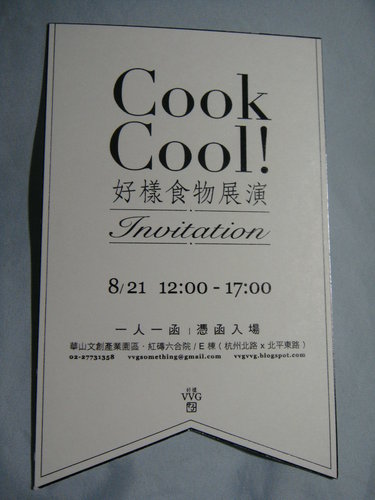 Cook
Cool!
好樣食物展演
Invitation
8/21 12:00 - 17:00
一人一函 | 憑函入場
華山文創產業園區・紅磚六合院 / E 棟 ( 杭州北路 x 北平東路 )
02-27731358 vvgsomething@gmail.com vvgvvg.blogspot.com
好樣
VVG